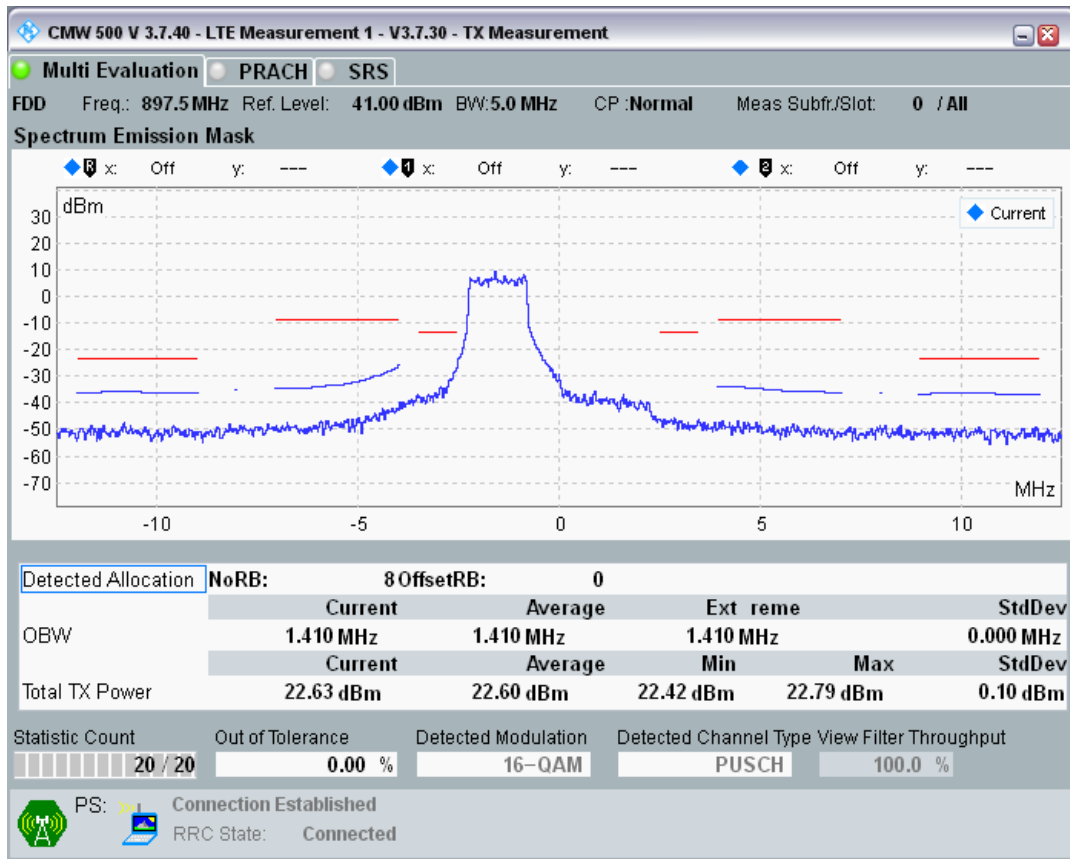 CMW 500 V 3.7.40 - LTE Measurement 1 - V3.7.30 - TX Measurement
Multi Evaluation PRACH SRS
FDD Freq.: 897.5 MHz Ref. Level: 41.00 dBm BW:5.0 MHz CP :Normal Meas Subfr./Slot: 0 / All
Spectrum Emission Mask
R x: Off y: --- 1 x: Off y: --- 2 x: Off y: ---
dBm
Current
30
20
10
0
-10
-20
-30
-40
-50
-60
-70
MHz
-10 -5 0 5 10
Detected Allocation NoRB: 8 OffsetRB: 0
Current Average Ext reme StdDev
OBW 1.410 MHz 1.410 MHz 1.410 MHz 0.000 MHz
Current Average Min Max StdDev
Total TX Power 22.63 dBm 22.60 dBm 22.42 dBm 22.79 dBm 0.10 dBm
Statistic Count Out of Tolerance Detected Modulation Detected Channel Type View Filter Throughput
20 / 20 0.00 % 16-QAM PUSCH 100.0 %
PS: Connection Established
RRC State: Connected